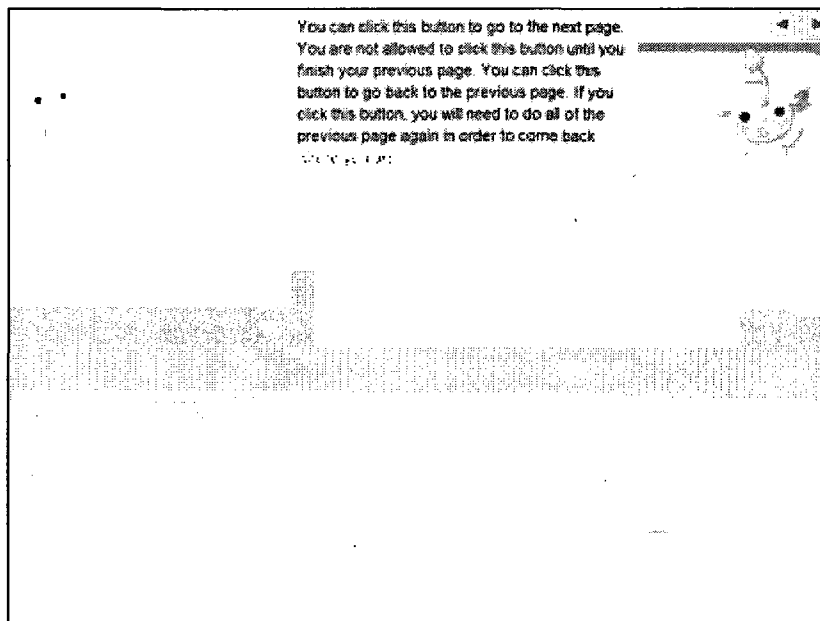 You can click this button to go to the next page.
You are not allowed to click this button until you
finish your previous page. You can click this
button to go back to the previous page. If you
click this button, you will need to do all of the
previous page again in order to come back